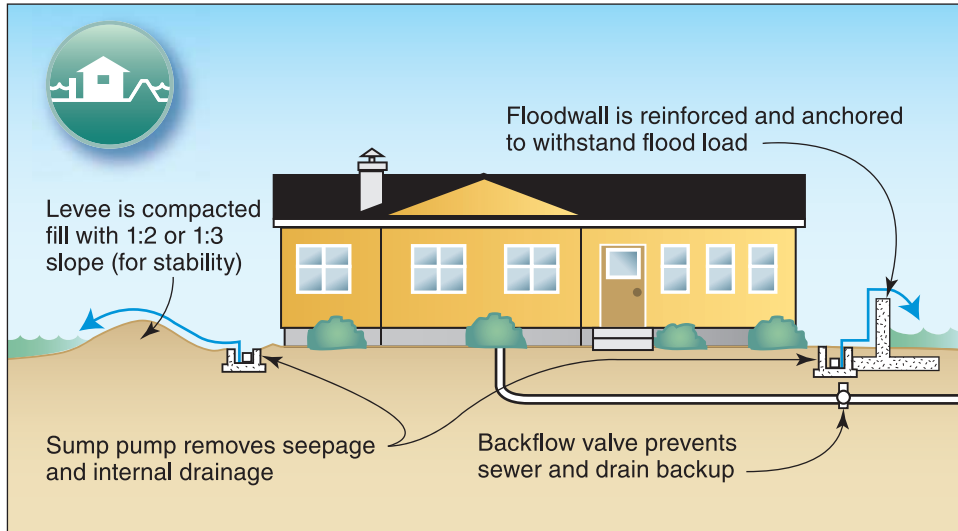 Floodwall is reinforced and anchored
to withstand flood load
Levee is compacted
fill with 1:2 or 1:3
slope (for stability)
Sump pump removes seepage
and internal drainage
Backflow valve prevents
sewer and drain backup